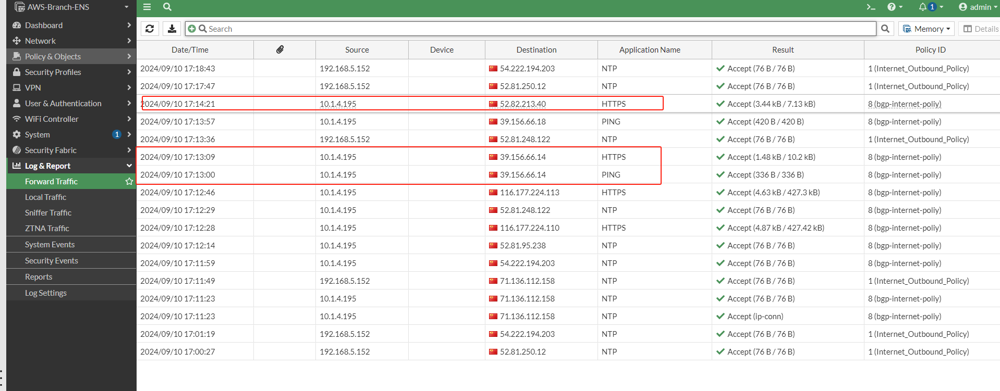 AWS-Branch-ENS
1
admin
Dashboard
Network
Policy & Objects
Security Profiles
VPN
User & Authentication
WiFi Controller
System 1
Security Fabric
Log & Report
Forward Traffic
Local Traffic
Sniffer Traffic
ZTNA Traffic
System Events
Security Events
Reports
Log Settings
Search
Memory
Details
Date/Time Source Device Destination Application Name Result Policy ID
2024/09/10 17:18:43 192.168.5.152 54.222.194.203 NTP Accept (76 B / 76 B) 1 (Internet_Outbound_Policy)
2024/09/10 17:17:47 192.168.5.152 52.81.250.12 NTP Accept (76 B / 76 B) 1 (Internet_Outbound_Policy)
2024/09/10 17:14:21 10.1.4.195 52.82.213.40 HTTPS Accept (3.44 kB / 7.13 kB) 8 (bgp-internet-poliy)
2024/09/10 17:13:57 10.1.4.195 39.156.66.18 PING Accept (420 B / 420 B) 8 (bgp-internet-poliy)
2024/09/10 17:13:36 192.168.5.152 52.81.248.122 NTP Accept (76 B / 76 B) 1 (Internet_Outbound_Policy)
2024/09/10 17:13:09 10.1.4.195 39.156.66.14 HTTPS Accept (1.48 kB / 10.2 kB) 8 (bgp-internet-poliy)
2024/09/10 17:13:00 10.1.4.195 39.156.66.14 PING Accept (336 B / 336 B) 8 (bgp-internet-poliy)
2024/09/10 17:12:46 10.1.4.195 116.177.224.113 HTTPS Accept (4.63 kB / 427.3 kB) 8 (bgp-internet-poliy)
2024/09/10 17:12:29 10.1.4.195 52.81.248.122 NTP Accept (76 B / 76 B) 8 (bgp-internet-poliy)
2024/09/10 17:12:28 10.1.4.195 116.177.224.110 HTTPS Accept (4.87 kB / 427.42 kB) 8 (bgp-internet-poliy)
2024/09/10 17:12:14 10.1.4.195 52.81.95.238 NTP Accept (76 B / 76 B) 8 (bgp-internet-poliy)
2024/09/10 17:11:59 10.1.4.195 54.222.194.203 NTP Accept (76 B / 76 B) 8 (bgp-internet-poliy)
2024/09/10 17:11:49 192.168.5.152 71.136.112.158 NTP Accept (76 B / 76 B) 1 (Internet_Outbound_Policy)
2024/09/10 17:11:23 10.1.4.195 71.136.112.158 NTP Accept (76 B / 76 B) 8 (bgp-internet-poliy)
2024/09/10 17:11:23 10.1.4.195 71.136.112.158 NTP Accept (ip-conn) 8 (bgp-internet-poliy)
2024/09/10 17:01:19 192.168.5.152 54.222.194.203 NTP Accept (76 B / 76 B) 1 (Internet_Outbound_Policy)
2024/09/10 17:00:27 192.168.5.152 52.81.250.12 NTP Accept (76 B / 76 B) 1 (Internet_Outbound_Policy)